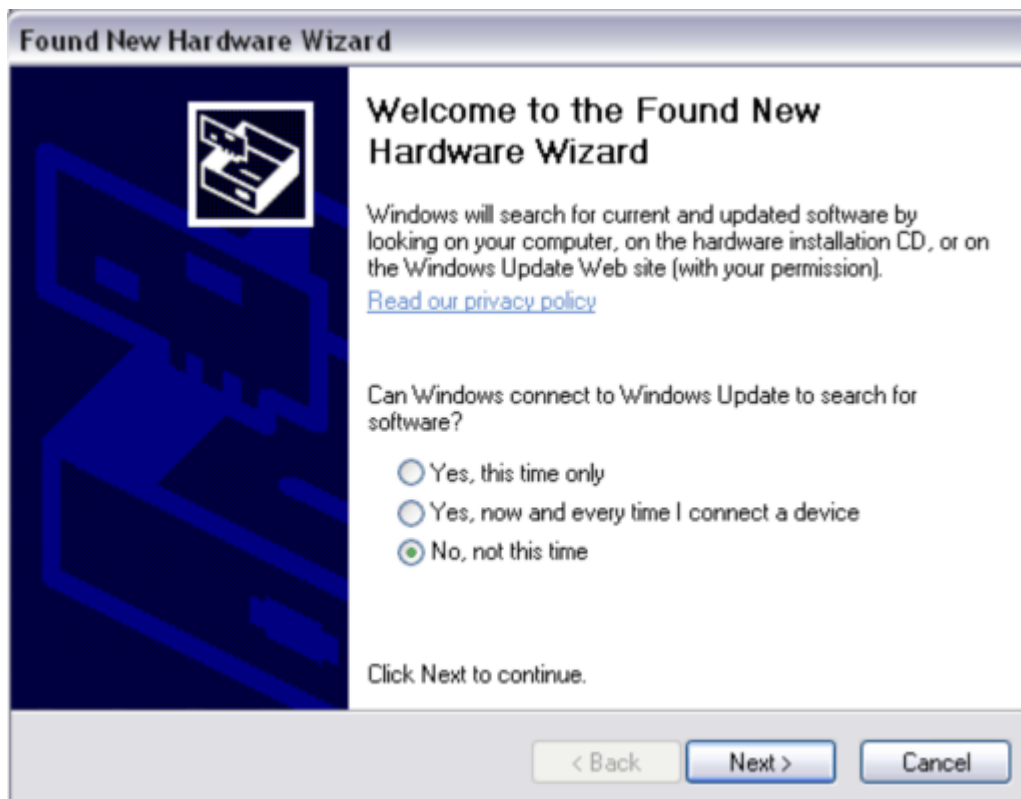 Found New Hardware Wizard
Welcome to the Found New
Hardware Wizard
Windows will search for current and updated software by
looking on your computer, on the hardware installation CD, or on
the Windows Update Web site (with your permission).
Read our privacy policy
Can Windows connect to Windows Update to search for
software?
Yes, this time only
Yes, now and every time I connect a device
No, not this time
Click Next to continue.
< Back Next > Cancel